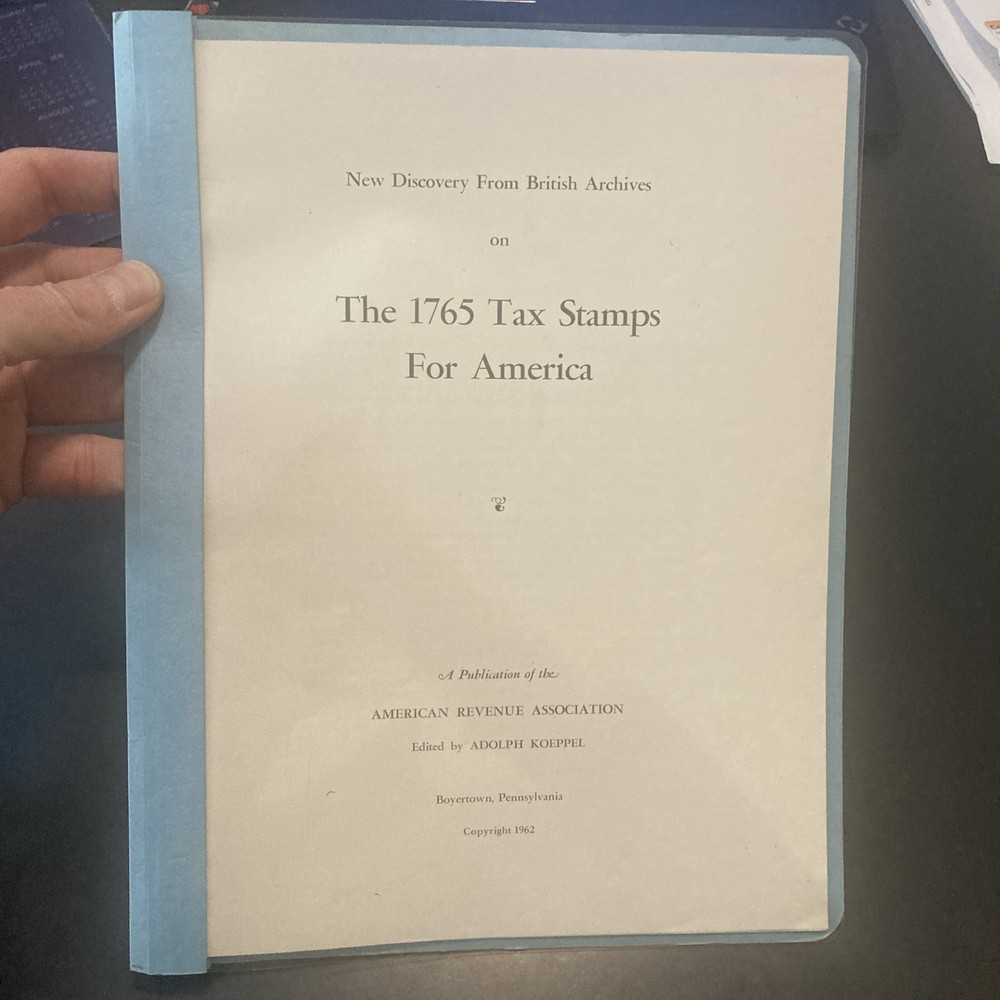 New Discovery From British Archives
on
The 1765 Tax Stamps
For America
A Publication of the
AMERICAN REVENUE ASSOCIATION
Edited by ADOLPH KOEPPEL
Boyertown, Pennsylvania
Copyright 1962